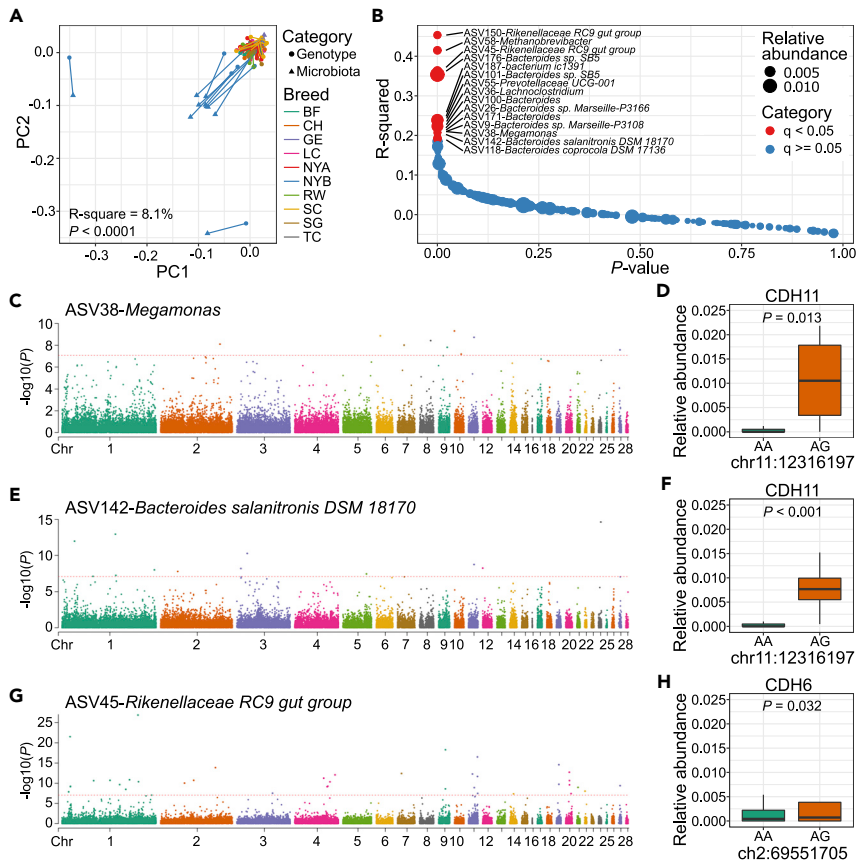 A
0.0
-0.1
-0.2
-0.3
PC2
R-square = 8.1%
P < 0.0001
-0.3
-0.2
-0.1
0.0
PC1
Category
Genotype
Microbiota
Breed
BF
CH
GE
LC
NYA
NYB
RW
SC
SG
TC
B
R-squared
0.4
0.3
0.2
0.1
0.0
ASV150-Rikenellaceae RC9 gut group
ASV58-Methanobrevibacter
ASV45-Rikenellaceae RC9 gut group
ASV176-Bacteroides sp. SB5
ASV187-bacterium ic1391
ASV101-Bacteroides sp. SB5
ASV55-Prevotellaceae UCG-001
ASV36-Lachnoclostridium
ASV100-Bacteroides
ASV26-Bacteroides sp. Marseille-P3166
ASV171-Bacteroides
ASV9-Bacteroides sp. Marseille-P3108
ASV38-Megamonas
ASV142-Bacteroides salanitronis DSM 18170
ASV118-Bacteroides coprocola DSM 17136
Relative
abundance
0.005
0.010
Category
q < 0.05
q >= 0.05
0.00
0.25
0.50
0.75
1.00
P-value
C
ASV38-Megamonas
-log10(P)
10
8
6
4
2
0
Chr 1 2 3 4 5 6 7 8 9 10 12 14 16 18 20 22 25 28
D
CDH11
P = 0.013
Relative abundance
0.025
0.020
0.015
0.010
0.005
0.000
AA AG
chr11:12316197
E
ASV142-Bacteroides salanitronis DSM 18170
-log10(P)
15
10
5
0
Chr 1 2 3 4 5 6 7 8 9 10 12 14 16 18 20 22 25 28
F
CDH11
P < 0.001
Relative abundance
0.025
0.020
0.015
0.010
0.005
0.000
AA AG
chr11:12316197
G
ASV45-Rikenellaceae RC9 gut group
-log10(P)
25
20
15
10
5
0
Chr 1 2 3 4 5 6 7 8 9 11 12 14 16 18 20 22 25 28
H
CDH6
P = 0.032
Relative abundance
0.025
0.020
0.015
0.010
0.005
0.000
AA AG
ch2:69551705